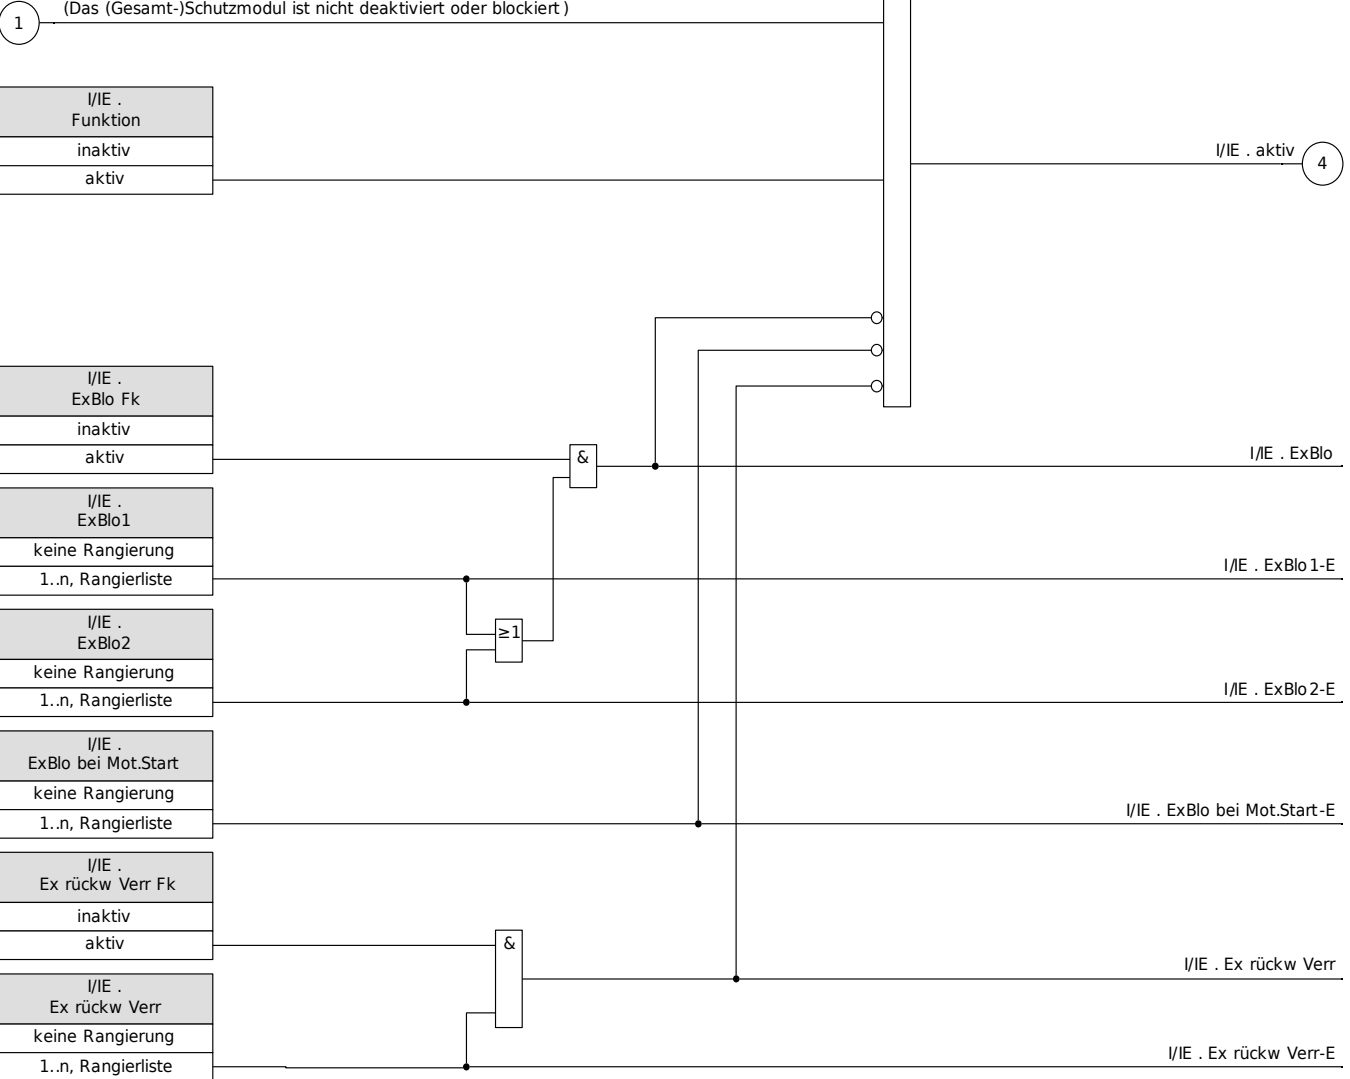 (Das (Gesamt-)Schutzmodul ist nicht deaktiviert oder blockiert )
1
I/IE .
Funktion
inaktiv
aktiv
I/IE . aktiv
4
I/IE .
ExBlo Fk
inaktiv
aktiv
&
I/IE . ExBlo
I/IE .
ExBlo1
keine Rangierung
1..n, Rangierliste
I/IE . ExBlo1-E
I/IE .
ExBlo2
≥1
keine Rangierung
1..n, Rangierliste
I/IE . ExBlo2-E
I/IE .
ExBlo bei Mot.Start
keine Rangierung
1..n, Rangierliste
I/IE . ExBlo bei Mot.Start-E
I/IE .
Ex rückw Verr Fk
inaktiv
aktiv
&
I/IE . Ex rückw Verr
I/IE .
Ex rückw Verr
keine Rangierung
1..n, Rangierliste
I/IE . Ex rückw Verr-E